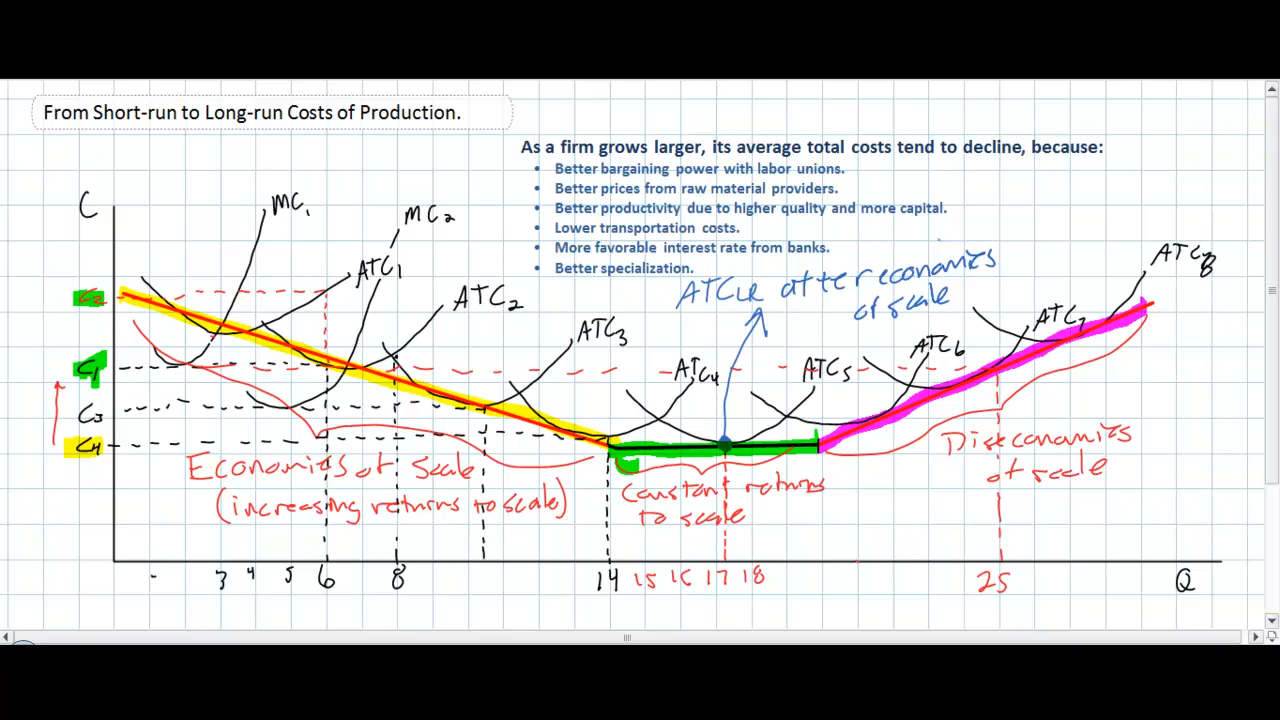 From Short-run to Long-run Costs of Production.
As a firm grows larger, its average total costs tend to decline, because:
• Better bargaining power with labor unions.
• Better prices from raw material providers.
• Better productivity due to higher quality and more capital.
• Lower transportation costs.
• More favorable interest rate from banks.
• Better specialization.
C
MC1
MC2
ATC1
ATC2
ATC3
ATC4
ATC5
ATC6
ATC7
ATC8
ATCLR after economies
of scale
C2
C1
C3
C4
Economies of Scale
(increasing returns to scale)
Constant returns
to scale
Diseconomies
of scale
3 4 5 6 8 14 15 16 17 18 25 Q